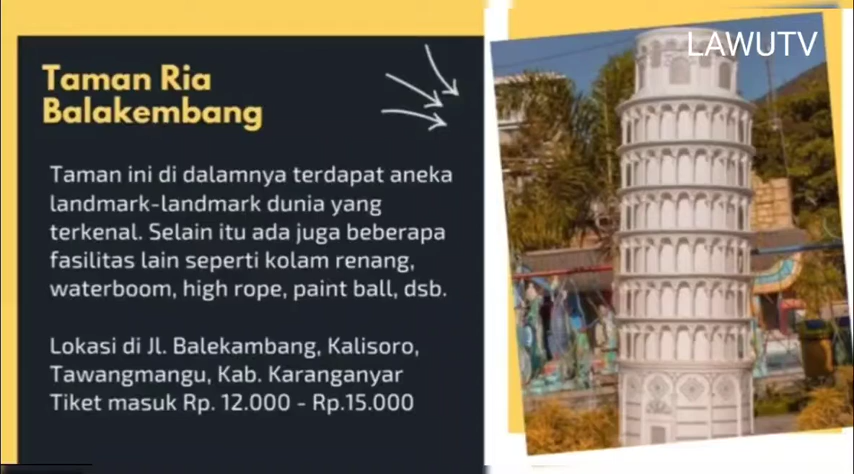 LAWUTV
Taman Ria
Balakembang
Taman ini di dalamnya terdapat aneka
landmark-landmark dunia yang
terkenal. Selain itu ada juga beberapa
fasilitas lain seperti kolam renang,
waterboom, high rope, paint ball, dsb.
Lokasi di Jl. Balekambang, Kalisoro,
Tawangmangu, Kab. Karanganyar
Tiket masuk Rp. 12.000 - Rp.15.000